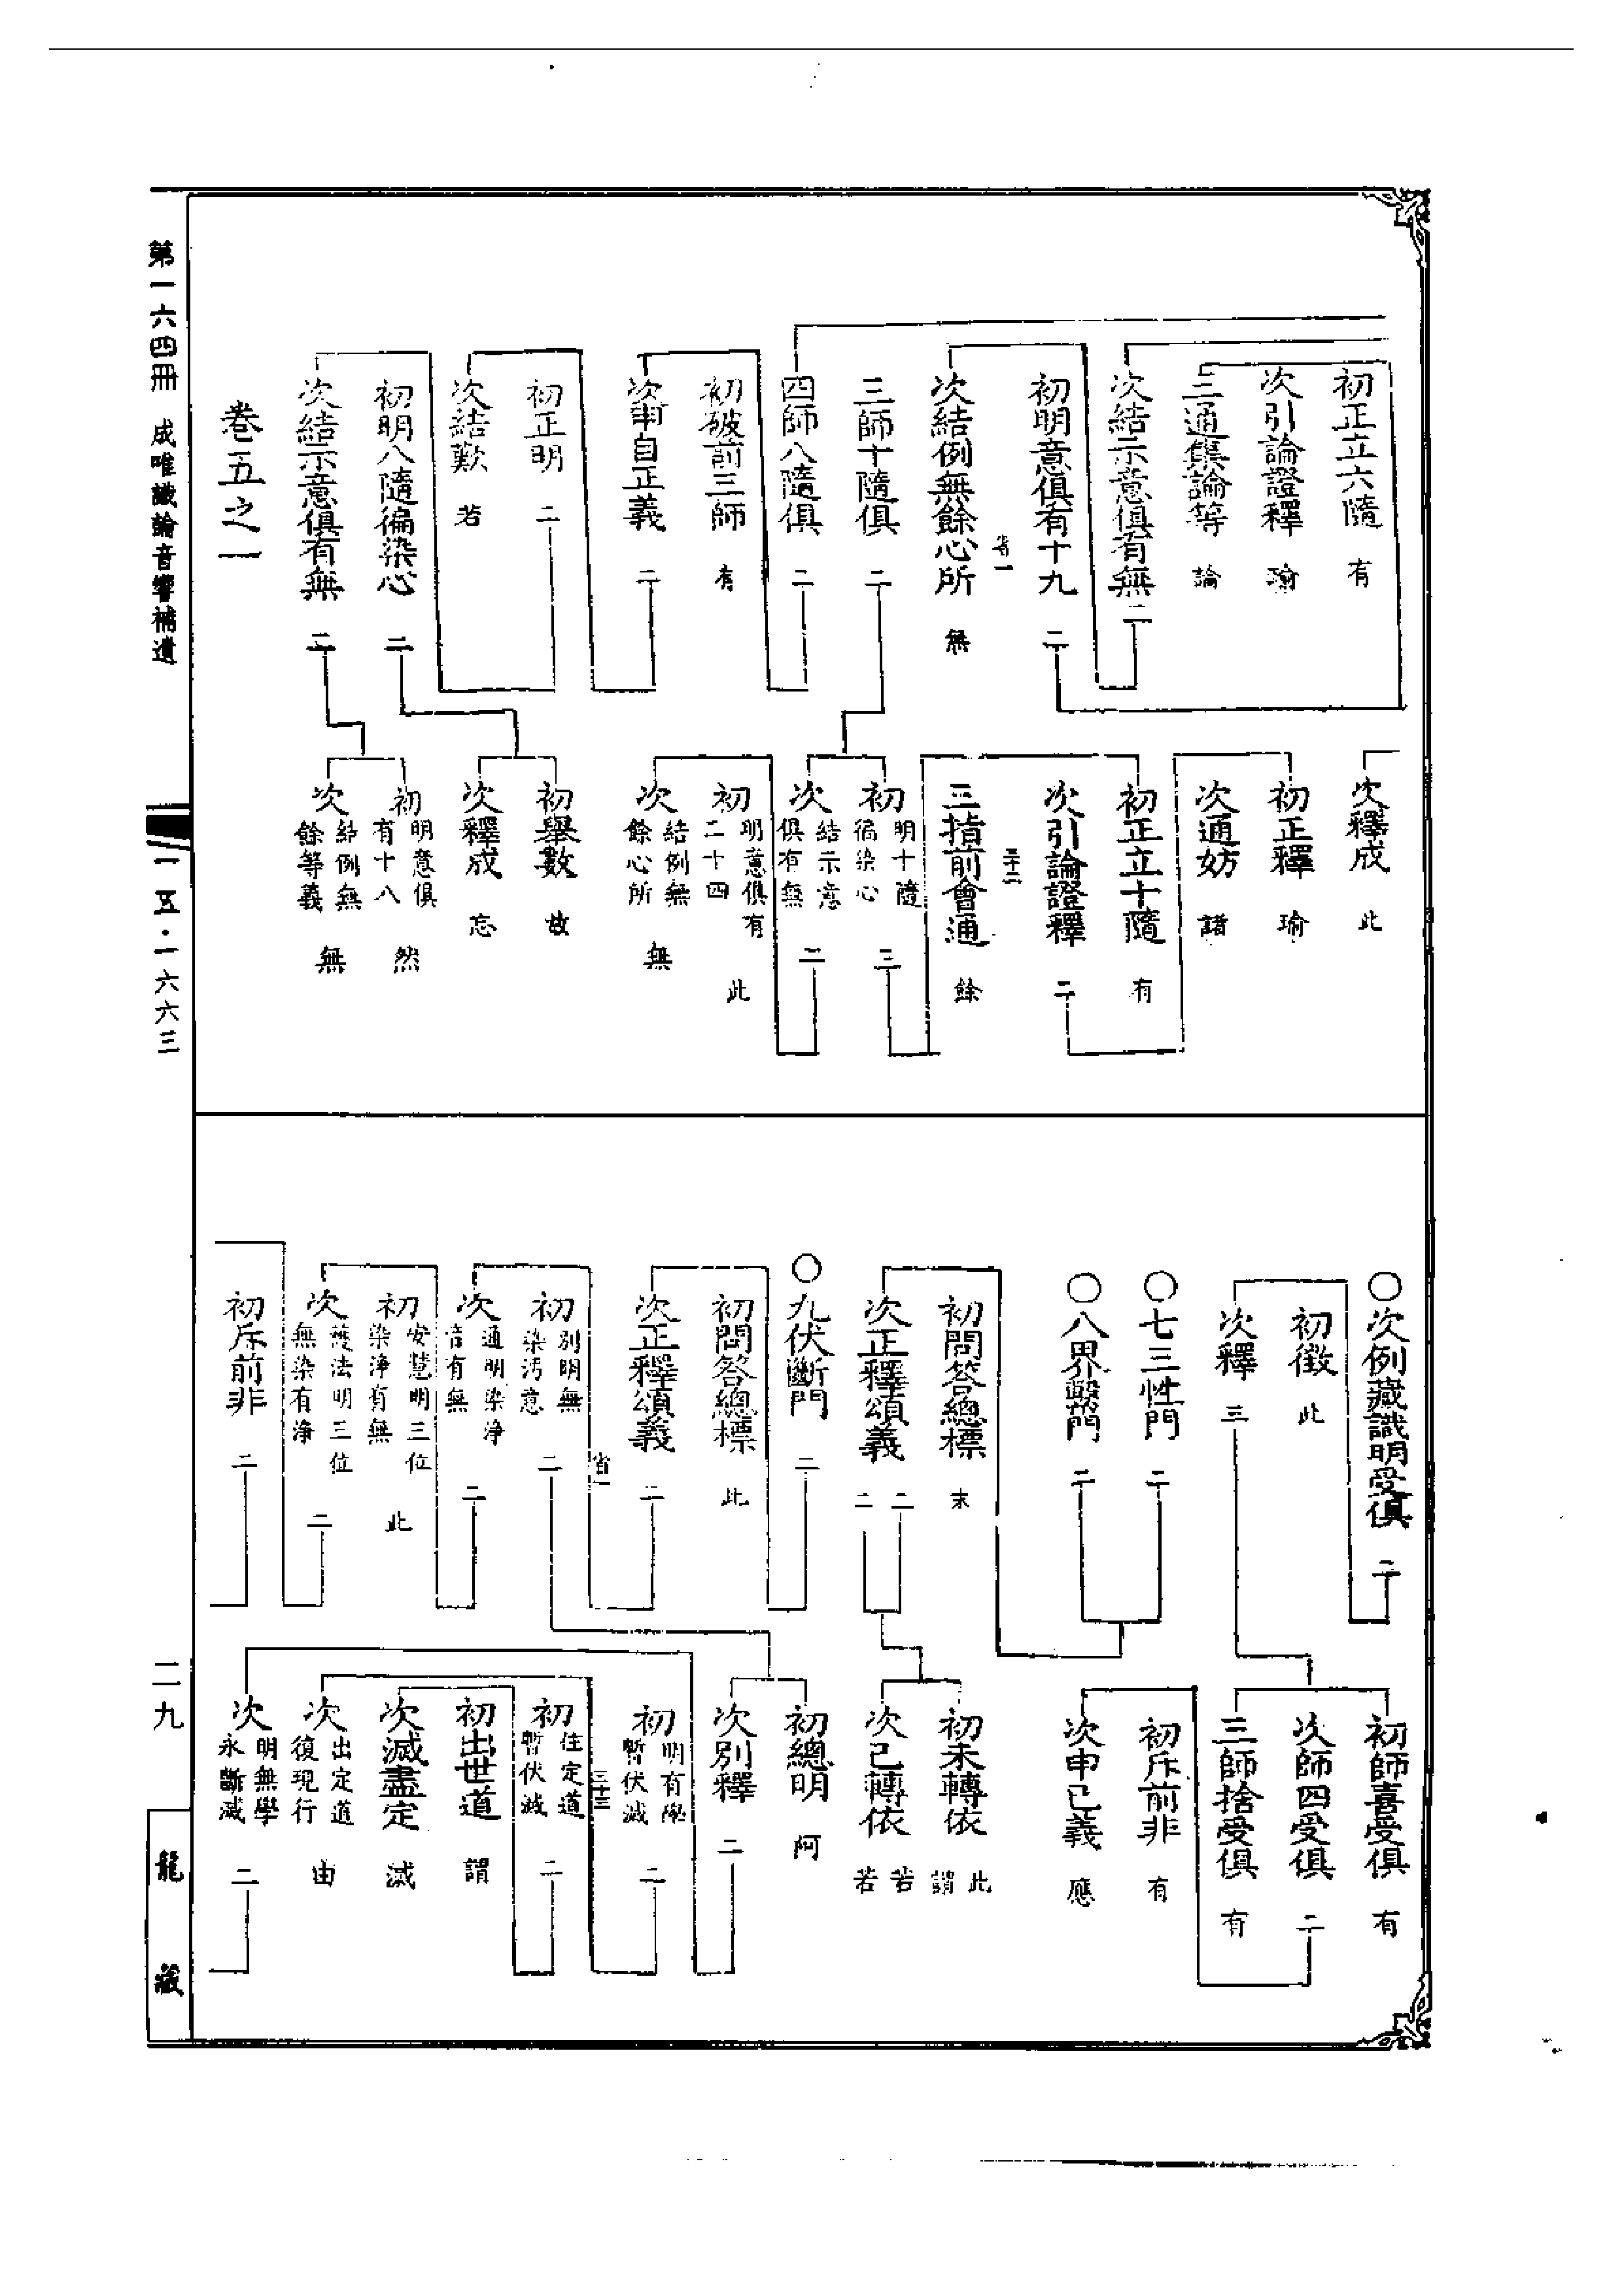 初正立六隨 有
次引論證釋 瑜
三通集論等 論
次結示意俱有無 二
初明意俱有十九 二
省一
次結例無餘心所 無
三師十隨俱 二
四師八隨俱 二
初破前三師 有
次申自正義 二
初正明 二
次結歎 若
初明八隨徧染心 二
次結示意俱有無 二
卷五之一
次釋成 此
初正釋 瑜
次通妨 諸
初正立十隨 有
次引論證釋 二
三十二
三指前會通 餘
初明十隨徧染心 三
次結示意俱有無 二
初明意俱有二十四 此
次結例無餘心所 無
初舉數 故
次釋成 忘
初明意俱有十八 然
次結例無餘等義 無
○次例藏識明受俱 二
初徵 此
次釋 三
○七三性門 二
○八界繫門 二
初問答總標 末
次正釋頌義 二 二
○九伏斷門 二
初問答總標 此
次正釋頌義 二
省一
初別明無染污意 二
次通明染淨意有無 二
初安慧明三位染淨有無 此
次護法明三位無染有淨 二
初斥前非 二
初師喜受俱 有
次師四受俱 二
三師捨受俱 有
初斥前非 有
次申己義 應
初未轉依 此 謂
次已轉依 若 若
初總明 阿
次別釋 二
初明有學暫伏滅 二
三十三
初住定道暫伏滅 二
初出世道 謂
次滅盡定 滅
次出定道復現行 由
次明無學永斷滅 二
第一六四冊 成唯識論音響補遺
一一五·一六六三
二九
龍藏